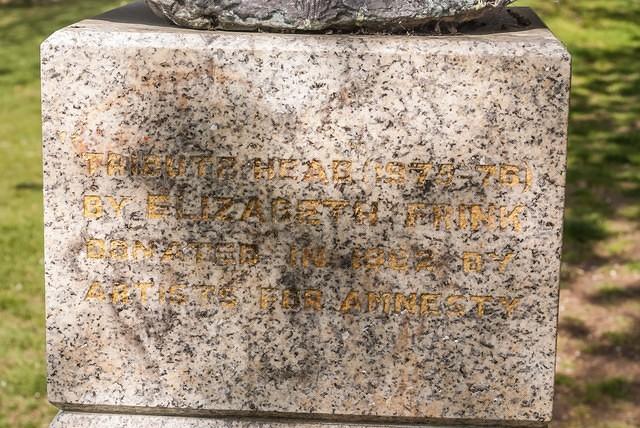 TRIBUTE HEAD (1975-76)
BY ELIZABETH FRINK
DONATED IN 1982 BY
ARTISTS FOR AMNESTY